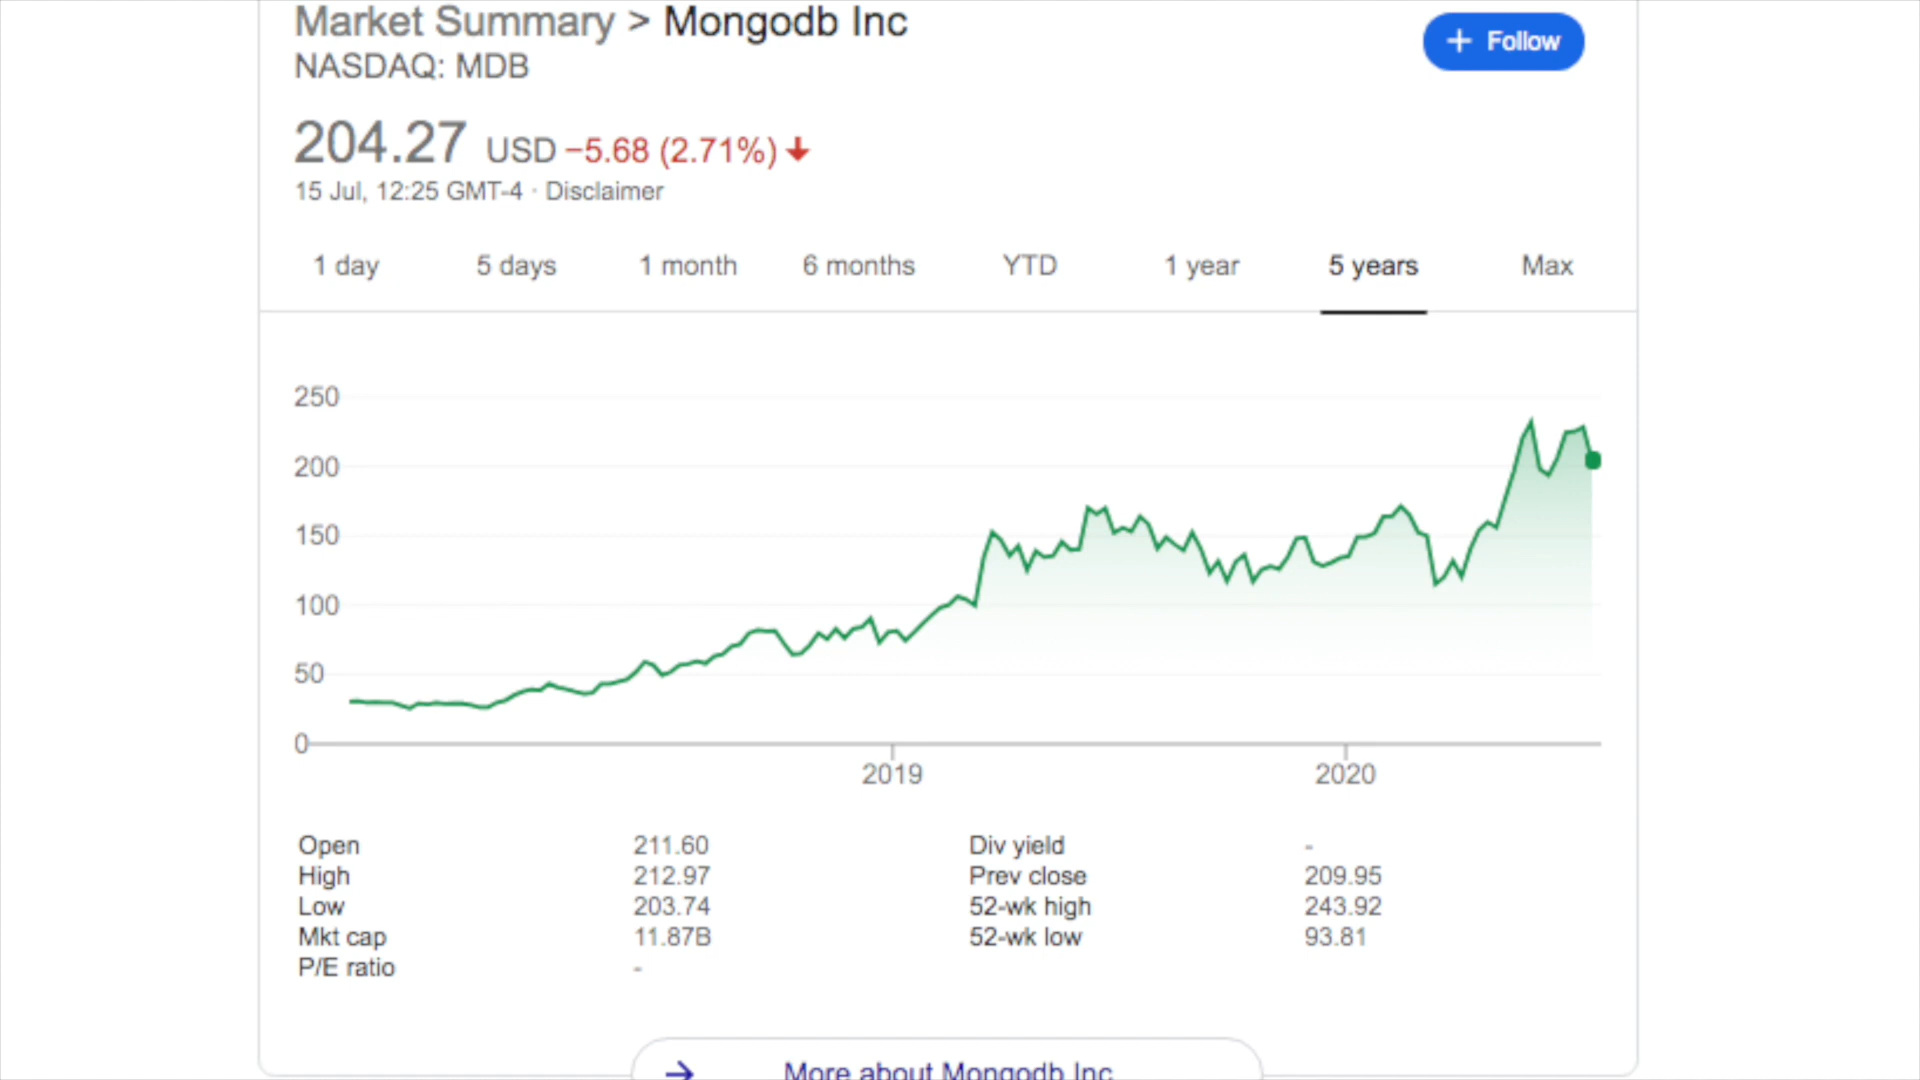 Market Summary > Mongodb Inc
NASDAQ: MDB
+ Follow
204.27 USD −5.68 (2.71%)
15 Jul, 12:25 GMT-4 · Disclaimer
1 day 5 days 1 month 6 months YTD 1 year 5 years Max
250
200
150
100
50
0
2019 2020
Open 211.60 Div yield -
High 212.97 Prev close 209.95
Low 203.74 52-wk high 243.92
Mkt cap 11.87B 52-wk low 93.81
P/E ratio -
More about Mongodb Inc